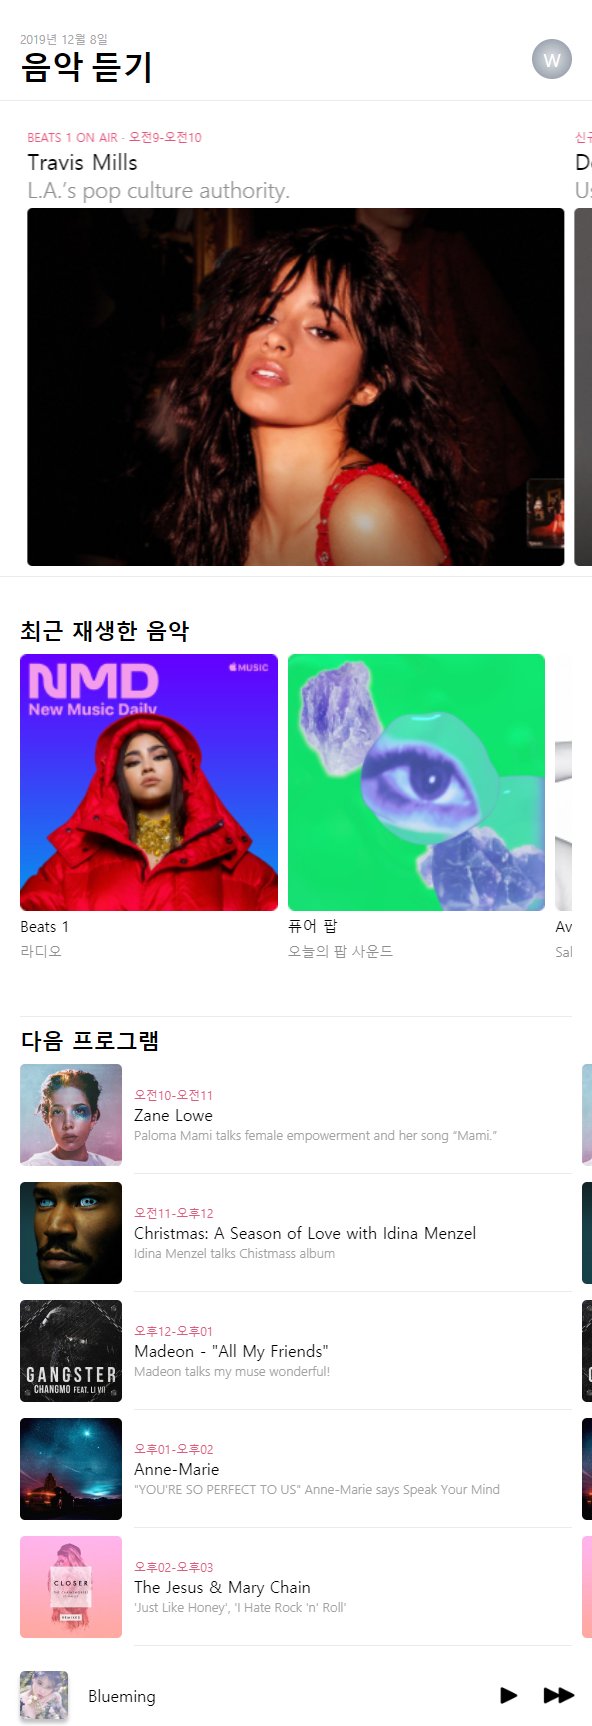 2019년 12월 8일
음악 듣기
W
BEATS 1 ON AIR · 오전9-오전10
Travis Mills
L.A.'s pop culture authority.
신규
De
Us
최근 재생한 음악
NMD
MUSIC
New Music Daily
Beats 1
라디오
퓨어 팝
오늘의 팝 사운드
Av
Sal
다음 프로그램
오전10-오전11
Zane Lowe
Paloma Mami talks female empowerment and her song “Mami.”
오전11-오후12
Christmas: A Season of Love with Idina Menzel
Idina Menzel talks Chistmass album
GANGSTER
CHANGMO FEAT. LI VII
오후12-오후01
Madeon - "All My Friends"
Madeon talks my muse wonderful!
오후01-오후02
Anne-Marie
"YOU'RE SO PERFECT TO US" Anne-Marie says Speak Your Mind
CLOSER
REMIXES
오후02-오후03
The Jesus & Mary Chain
'Just Like Honey', 'I Hate Rock 'n' Roll'
Blueming